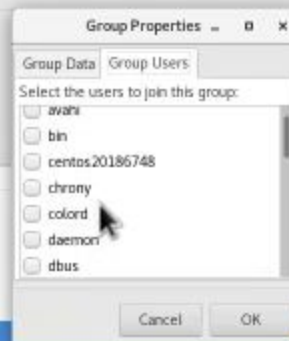 Group Properties
Group Data Group Users
Select the users to join this group:
avahi
bin
centos20186748
chrony
colord
daemon
dbus
Cancel OK